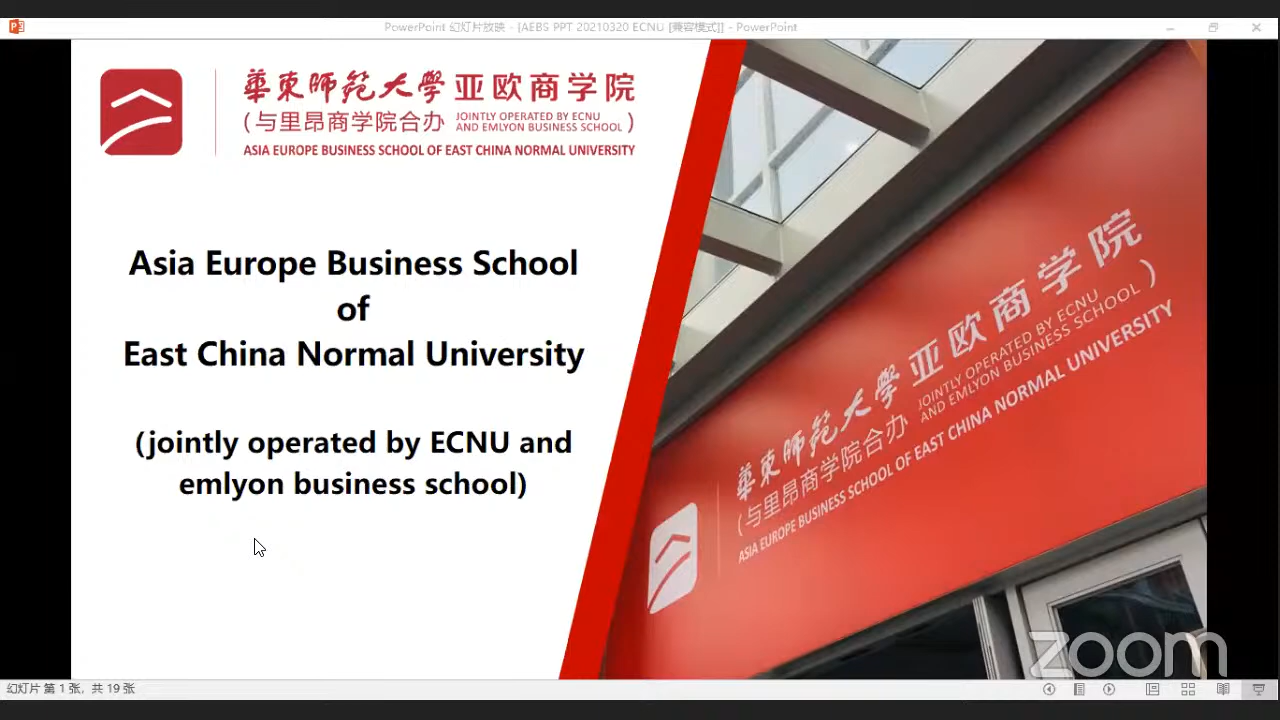 PowerPoint 幻灯片放映 - [AEBS PPT 20210320 ECNU [兼容模式]] - PowerPoint
華東师范大學 亚欧商学院
(与里昂商学院合办 JOINTLY OPERATED BY ECNU
AND EMLYON BUSINESS SCHOOL )
ASIA EUROPE BUSINESS SCHOOL OF EAST CHINA NORMAL UNIVERSITY
Asia Europe Business School
of
East China Normal University
(jointly operated by ECNU and
emlyon business school)
華東师范大學 亚欧商学院
(与里昂商学院合办 JOINTLY OPERATED BY ECNU
AND EMLYON BUSINESS SCHOOL )
ASIA EUROPE BUSINESS SCHOOL OF EAST CHINA NORMAL UNIVERSITY
zoom
幻灯片 第 1 张，共 19 张